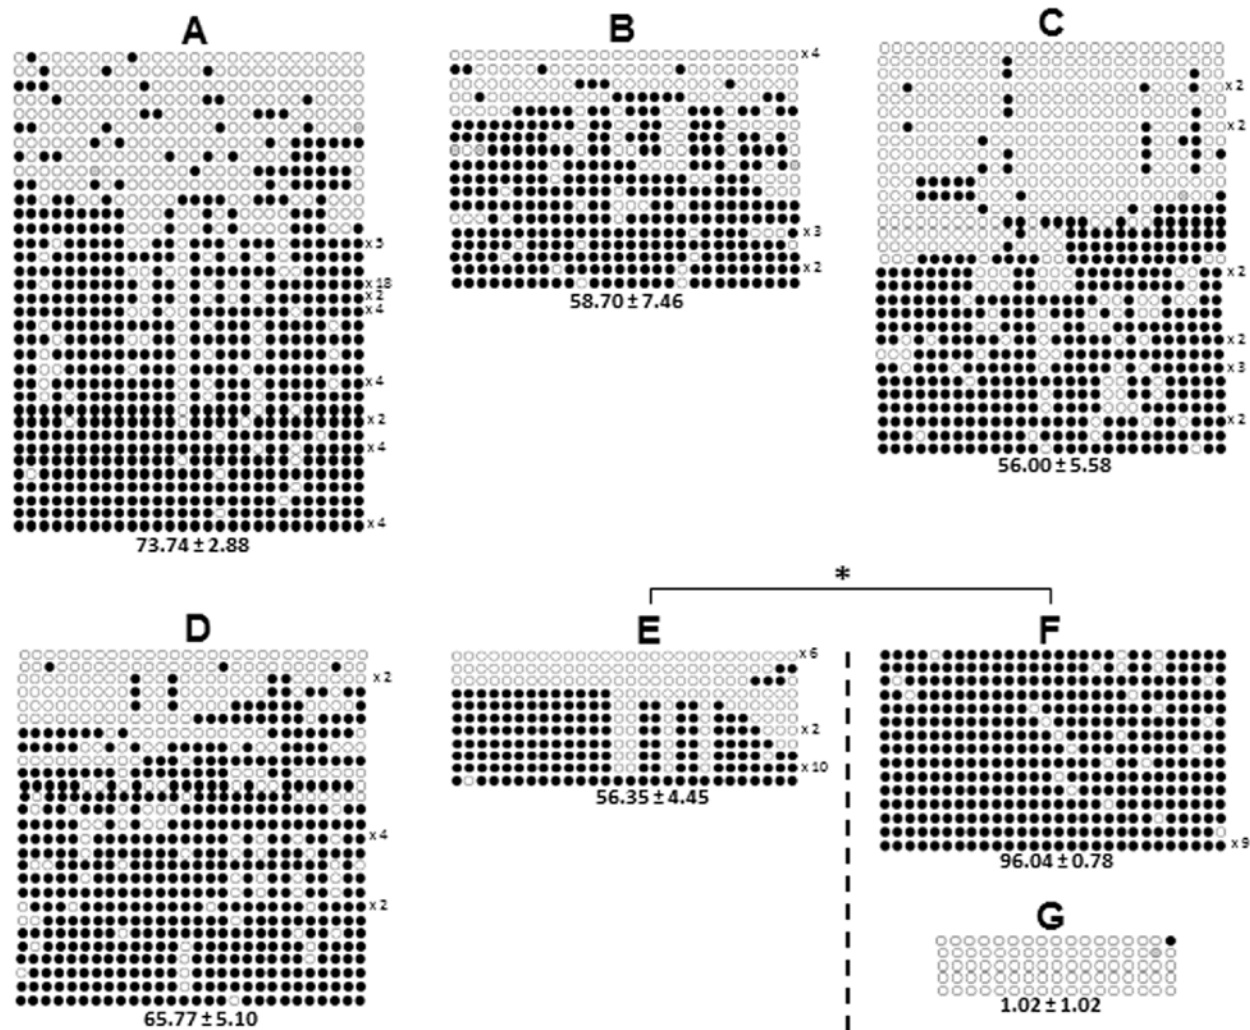 A
x 5
x 18
x 2
x 4
x 4
x 2
x 4
x 4
73.74 ± 2.88
B
x 4
x 3
x 2
58.70 ± 7.46
C
x 2
x 2
x 2
x 2
x 3
x 2
56.00 ± 5.58
D
x 2
x 4
x 2
65.77 ± 5.10
*
E
x 6
x 2
x 10
56.35 ± 4.45
F
x 9
96.04 ± 0.78
G
1.02 ± 1.02